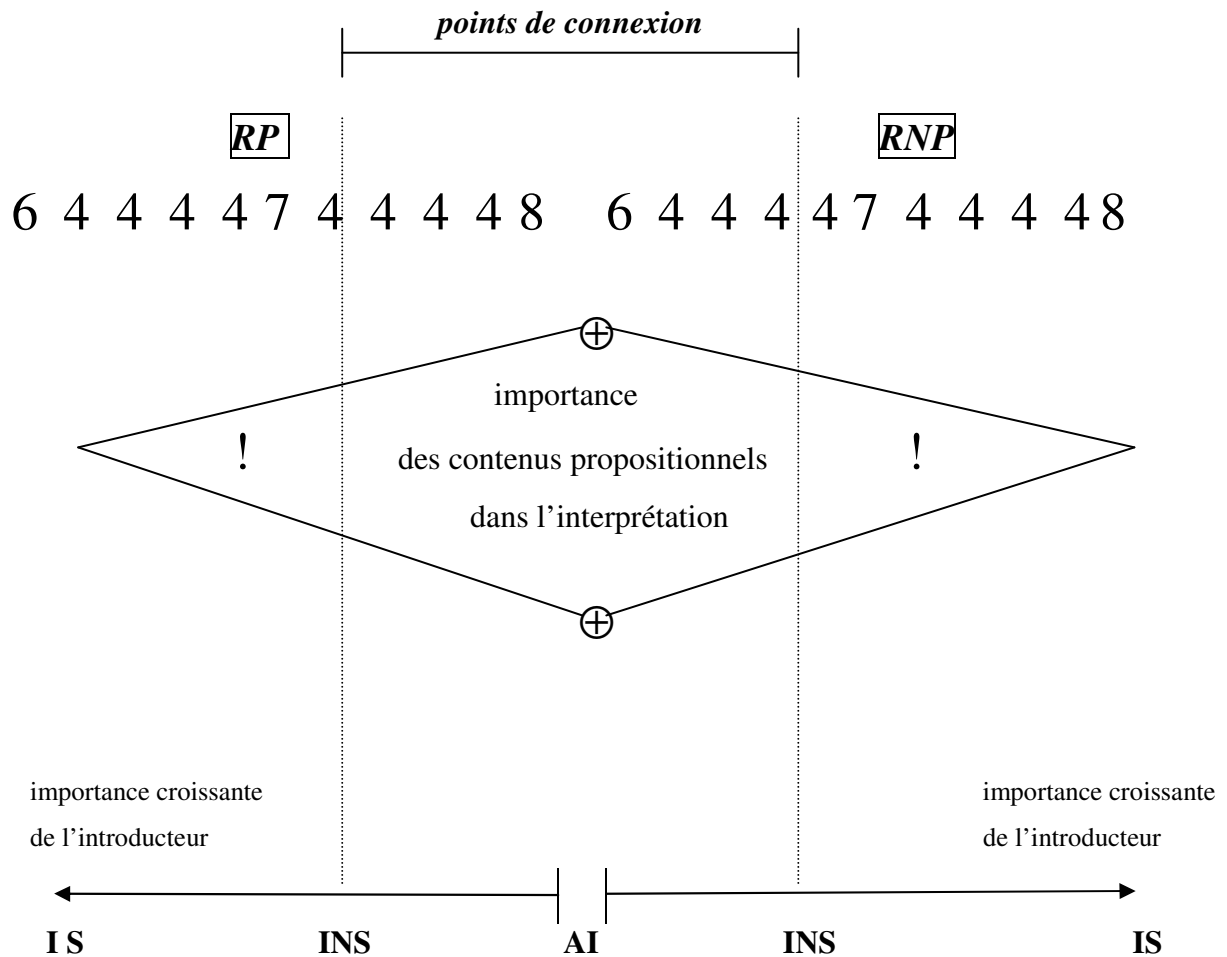 points de connexion
RP RNP
6 4 4 4 4 7 4 4 4 4 8 6 4 4 4 4 7 4 4 4 4 8
importance
! des contenus propositionnels !
dans l’interprétation
importance croissante importance croissante
de l’introducteur de l’introducteur
I S INS AI INS IS